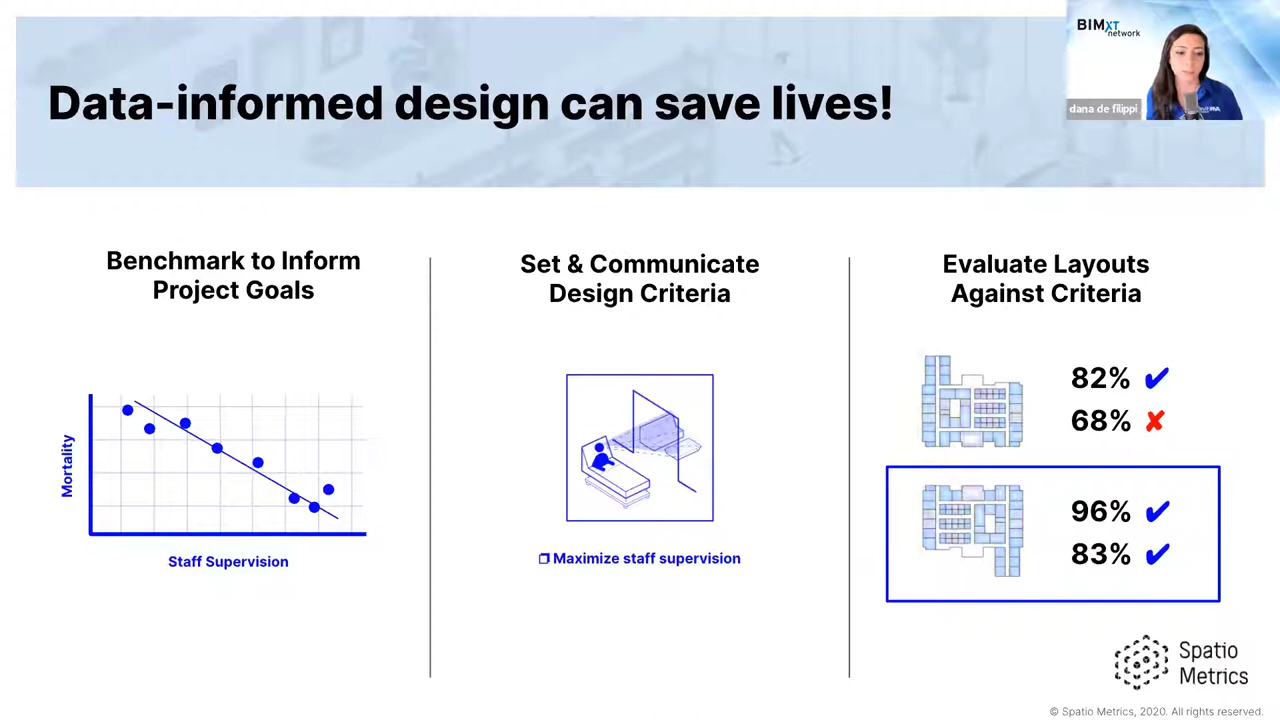 BIMXT
network
dana de filippi
Data-informed design can save lives!
Benchmark to Inform
Project Goals
Mortality
Staff Supervision
Set & Communicate
Design Criteria
❒ Maximize staff supervision
Evaluate Layouts
Against Criteria
82% ✔
68% ✘
96% ✔
83% ✔
Spatio
Metrics
© Spatio Metrics, 2020. All rights reserved.